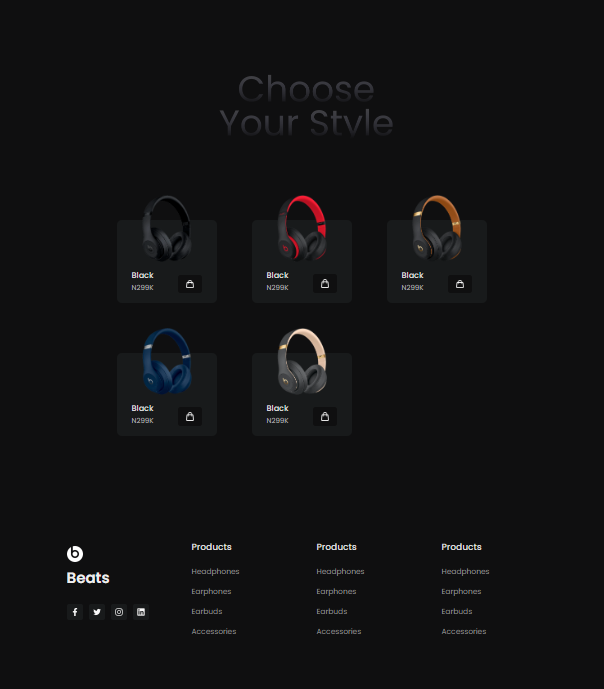 Choose
Your Style
Black
N299K
Black
N299K
Black
N299K
Black
N299K
Black
N299K
Beats
Products
Headphones
Earphones
Earbuds
Accessories
Products
Headphones
Earphones
Earbuds
Accessories
Products
Headphones
Earphones
Earbuds
Accessories